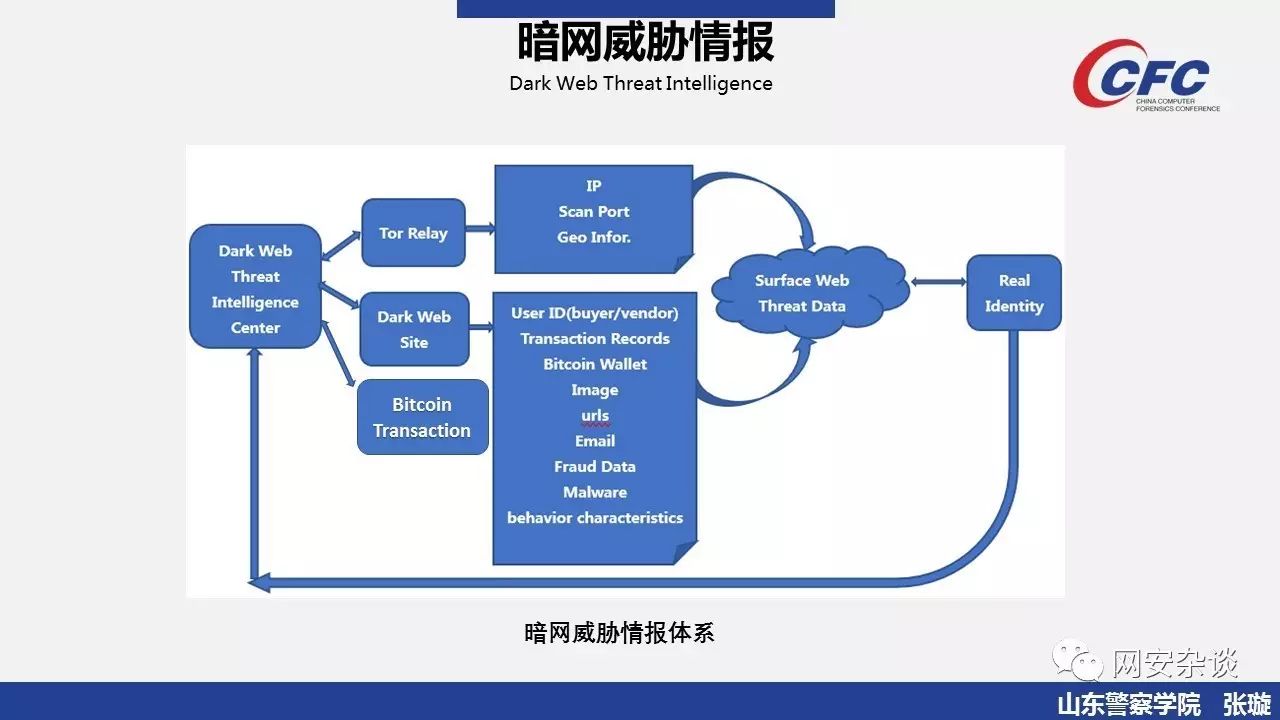 暗网威胁情报
Dark Web Threat Intelligence
CFC
CHINA COMPUTER
FORENSICS CONFERENCE
Dark Web
Threat
Intelligence
Center
Tor Relay
Dark Web
Site
Bitcoin
Transaction
IP
Scan Port
Geo Infor.
User ID(buyer/vendor)
Transaction Records
Bitcoin Wallet
Image
urls
Email
Fraud Data
Malware
behavior characteristics
Surface Web
Threat Data
Real
Identity
暗网威胁情报体系
网安杂谈
山东警察学院 张璇